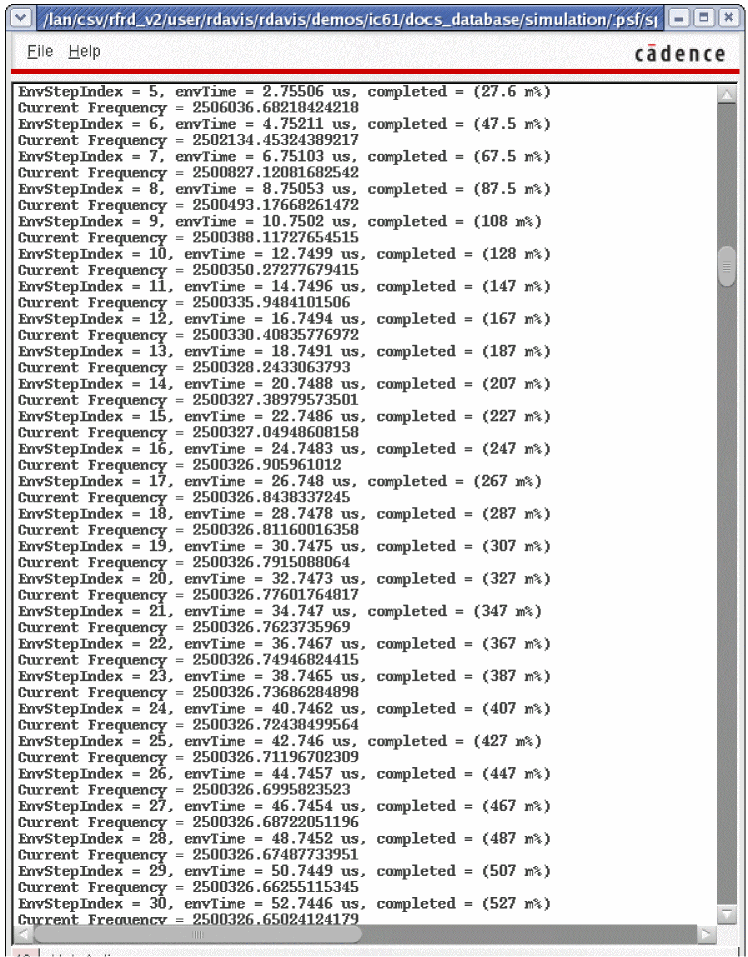 /lan/csv/rfrd_v2/user/rdavis/rdavis/demos/ic61/docs_database/simulation/
File Help
cādence
EnvStepIndex = 5, envTime = 2.75506 us, completed = (27.6 m%)
Current Frequency = 2506036.68218424218
EnvStepIndex = 6, envTime = 4.75211 us, completed = (47.5 m%)
Current Frequency = 2502134.45324389217
EnvStepIndex = 7, envTime = 6.75103 us, completed = (67.5 m%)
Current Frequency = 2500827.12081682542
EnvStepIndex = 8, envTime = 8.75053 us, completed = (87.5 m%)
Current Frequency = 2500493.17668261472
EnvStepIndex = 9, envTime = 10.7502 us, completed = (108 m%)
Current Frequency = 2500388.11727654515
EnvStepIndex = 10, envTime = 12.7499 us, completed = (128 m%)
Current Frequency = 2500350.27277679415
EnvStepIndex = 11, envTime = 14.7496 us, completed = (147 m%)
Current Frequency = 2500335.9484101506
EnvStepIndex = 12, envTime = 16.7494 us, completed = (167 m%)
Current Frequency = 2500330.40835776972
EnvStepIndex = 13, envTime = 18.7491 us, completed = (187 m%)
Current Frequency = 2500328.2433063793
EnvStepIndex = 14, envTime = 20.7488 us, completed = (207 m%)
Current Frequency = 2500327.38979573501
EnvStepIndex = 15, envTime = 22.7486 us, completed = (227 m%)
Current Frequency = 2500327.04948608158
EnvStepIndex = 16, envTime = 24.7483 us, completed = (247 m%)
Current Frequency = 2500326.905961012
EnvStepIndex = 17, envTime = 26.748 us, completed = (267 m%)
Current Frequency = 2500326.8438337245
EnvStepIndex = 18, envTime = 28.7478 us, completed = (287 m%)
Current Frequency = 2500326.81160016358
EnvStepIndex = 19, envTime = 30.7475 us, completed = (307 m%)
Current Frequency = 2500326.7915088064
EnvStepIndex = 20, envTime = 32.7473 us, completed = (327 m%)
Current Frequency = 2500326.77601764817
EnvStepIndex = 21, envTime = 34.747 us, completed = (347 m%)
Current Frequency = 2500326.7623735969
EnvStepIndex = 22, envTime = 36.7467 us, completed = (367 m%)
Current Frequency = 2500326.74946824415
EnvStepIndex = 23, envTime = 38.7465 us, completed = (387 m%)
Current Frequency = 2500326.73686284898
EnvStepIndex = 24, envTime = 40.7462 us, completed = (407 m%)
Current Frequency = 2500326.72438499564
EnvStepIndex = 25, envTime = 42.746 us, completed = (427 m%)
Current Frequency = 2500326.71196702309
EnvStepIndex = 26, envTime = 44.7457 us, completed = (447 m%)
Current Frequency = 2500326.6995823523
EnvStepIndex = 27, envTime = 46.7454 us, completed = (467 m%)
Current Frequency = 2500326.68722051196
EnvStepIndex = 28, envTime = 48.7452 us, completed = (487 m%)
Current Frequency = 2500326.67487733951
EnvStepIndex = 29, envTime = 50.7449 us, completed = (507 m%)
Current Frequency = 2500326.66255115345
EnvStepIndex = 30, envTime = 52.7446 us, completed = (527 m%)
Current Frequency = 2500326.65024124179